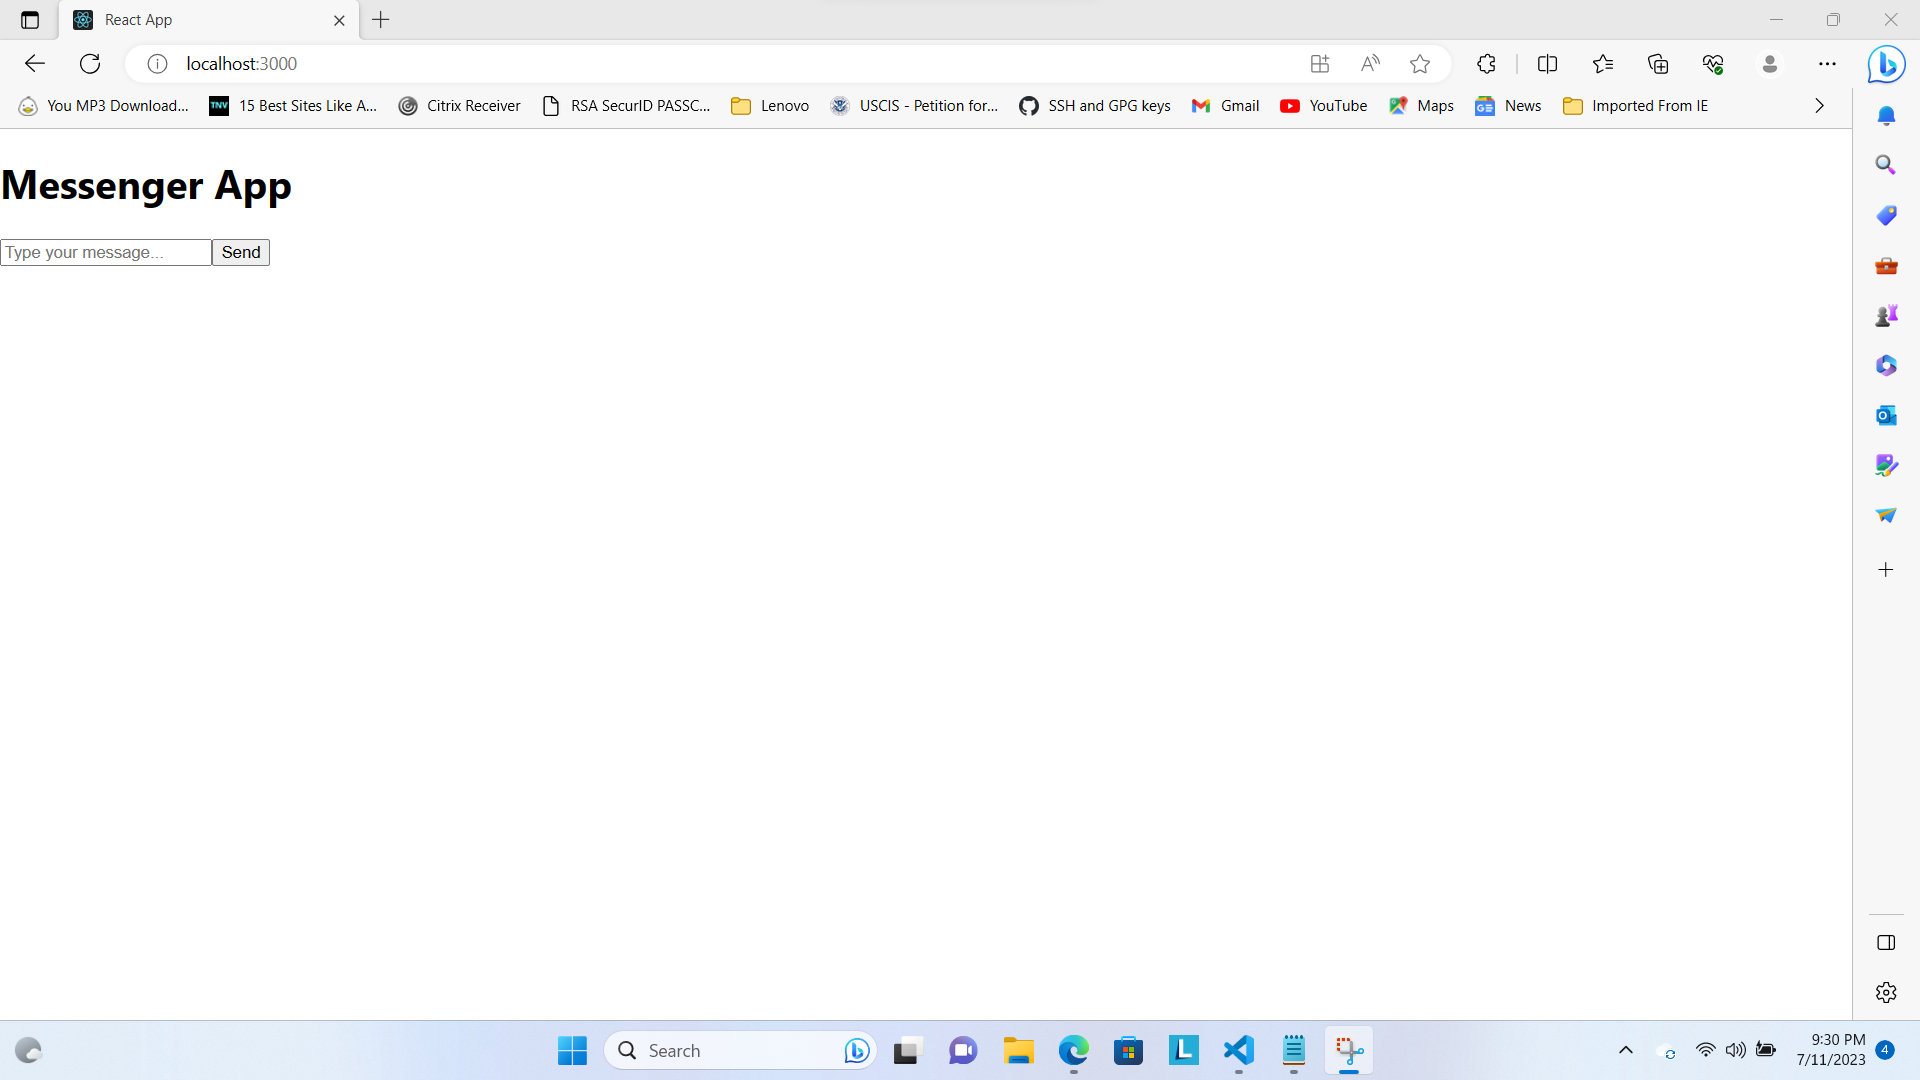 React App
localhost:3000
You MP3 Download... TNV 15 Best Sites Like A... Citrix Receiver RSA SecurID PASSC... Lenovo USCIS - Petition for... SSH and GPG keys Gmail YouTube Maps News Imported From IE
Messenger App
Type your message... Send
Search
9:30 PM
7/11/2023 4